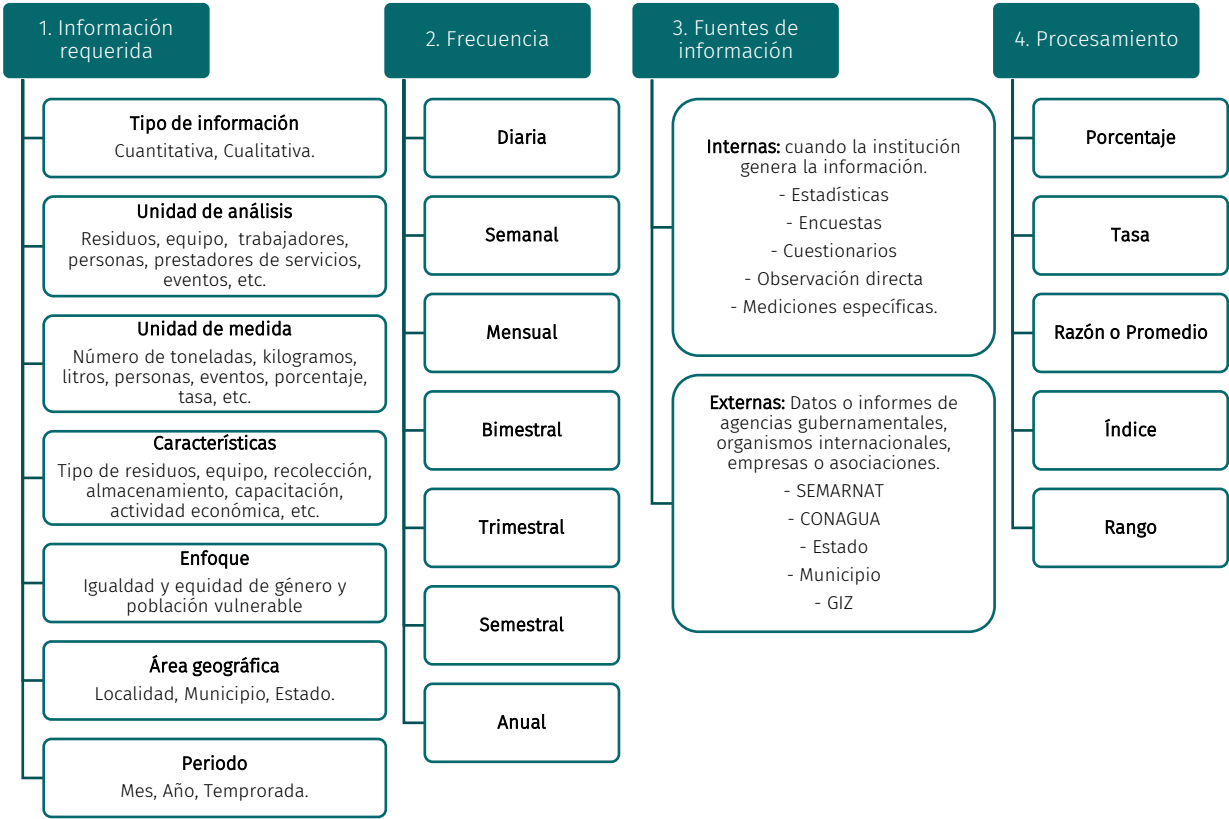 1. Información
requerida
Tipo de información
Cuantitativa, Cualitativa.
Unidad de análisis
Residuos, equipo, trabajadores,
personas, prestadores de servicios,
eventos, etc.
Unidad de medida
Número de toneladas, kilogramos,
litros, personas, eventos, porcentaje,
tasa, etc.
Características
Tipo de residuos, equipo, recolección,
almacenamiento, capacitación,
actividad económica, etc.
Enfoque
Igualdad y equidad de género y
población vulnerable
Área geográfica
Localidad, Municipio, Estado.
Periodo
Mes, Año, Temprorada.
2. Frecuencia
Diaria
Semanal
Mensual
Bimestral
Trimestral
Semestral
Anual
3. Fuentes de
información
Internas: cuando la institución
genera la información.
- Estadísticas
- Encuestas
- Cuestionarios
- Observación directa
- Mediciones específicas.
Externas: Datos o informes de
agencias gubernamentales,
organismos internacionales,
empresas o asociaciones.
- SEMARNAT
- CONAGUA
- Estado
- Municipio
- GIZ
4. Procesamiento
Porcentaje
Tasa
Razón o Promedio
Índice
Rango